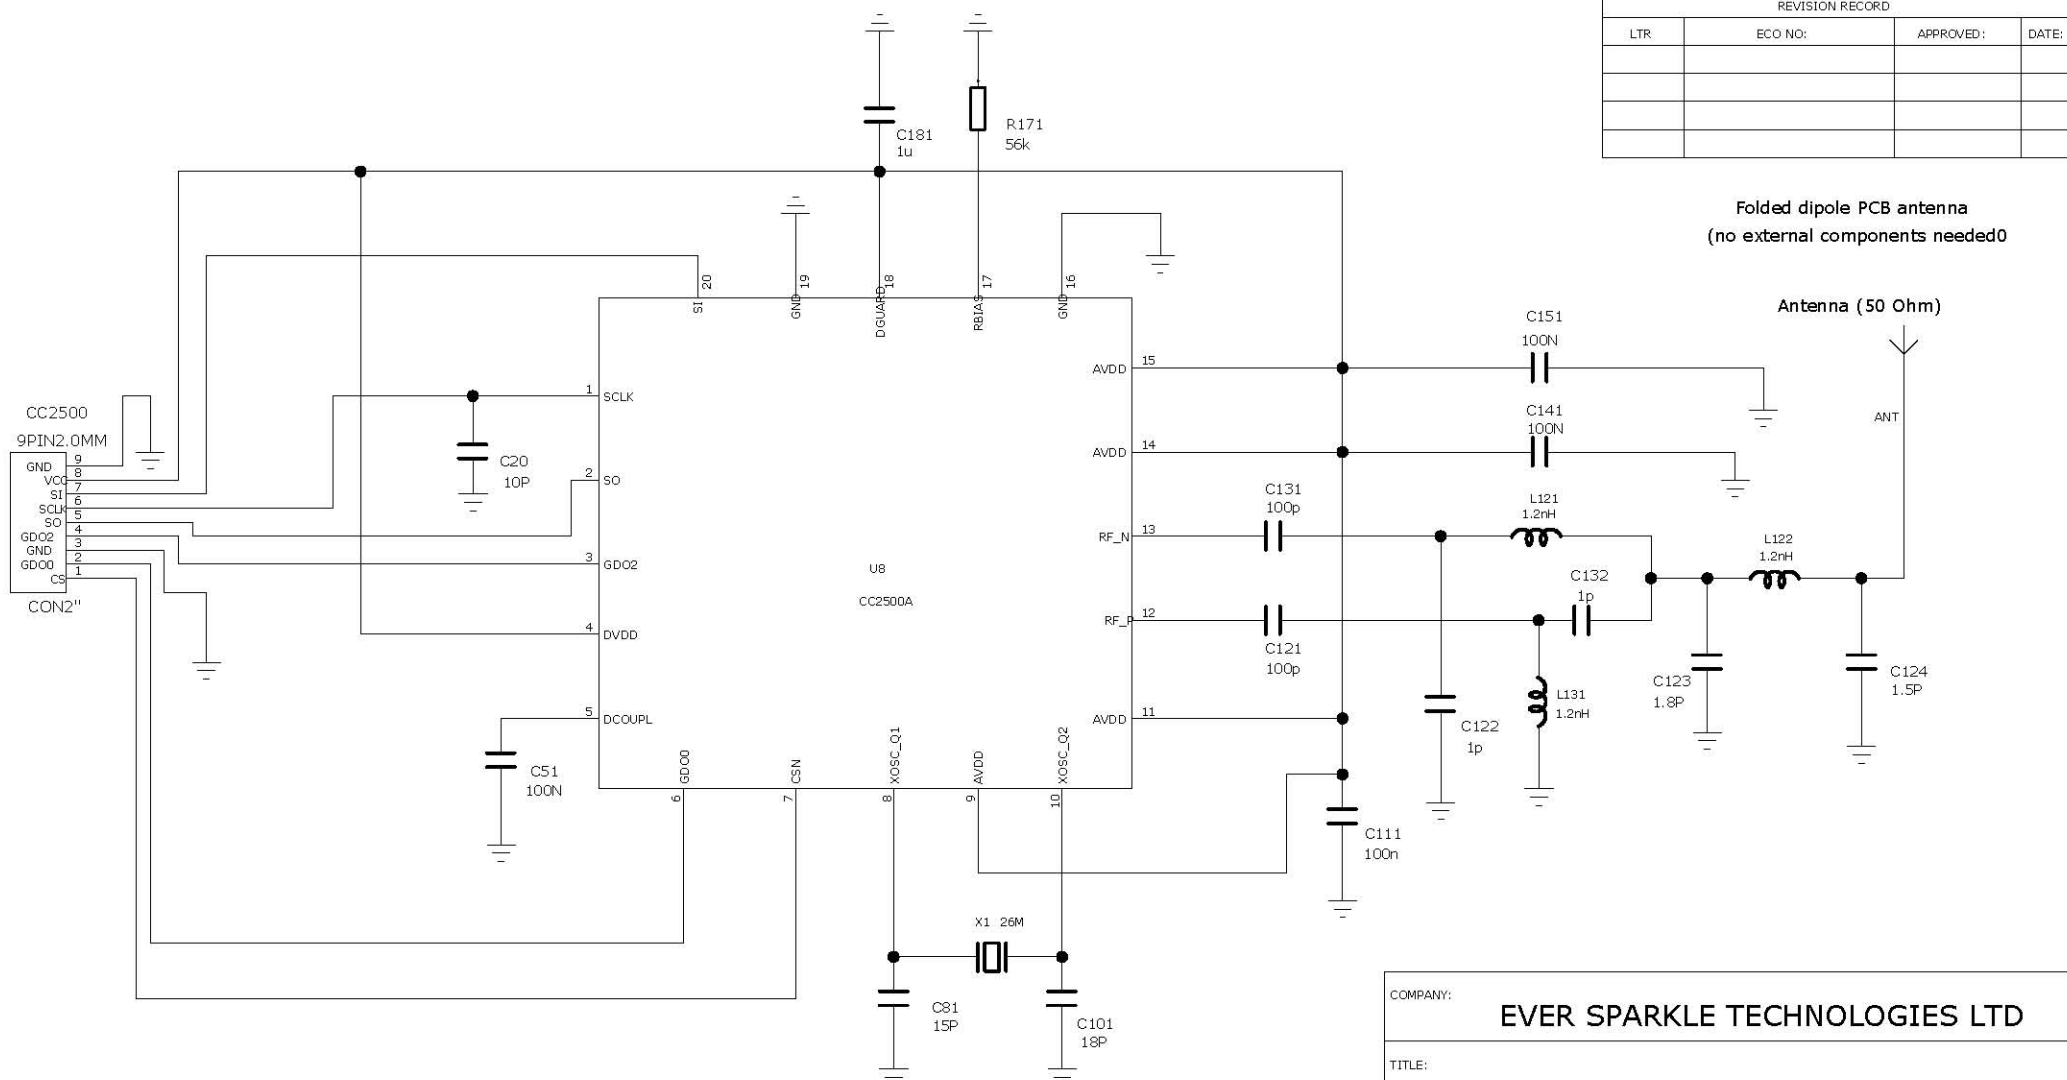 REVISION RECORD
LTR
ECO NO:
APPROVED:
DATE:
C181
1u
R171
56k
Folded dipole PCB antenna
(no external components needed0
Antenna (50 Ohm)
ANT
20
19
18
17
16
SI
GND
DGUARD
RBIAS
GND
C151
100N
AVDD
15
C141
100N
AVDD
14
1
SCLK
C20
10P
2
SO
CC2500
9PIN2.0MM
GND
9
VCC
8
SI
7
SCLK
6
SO
5
GDO2
4
GND
3
GDO0
2
CS
1
CON2"
C131
100p
RF_N
13
L121
1.2nH
L122
1.2nH
3
GDO2
U8
CC2500A
C132
1p
RF_P
12
C121
100p
4
DVDD
C123
1.8P
C124
1.5P
L131
1.2nH
C122
1p
5
DCOUPL
AVDD
11
C51
100N
GDO0
CSN
XOSC_Q1
AVDD
XOSC_Q2
6
7
8
9
10
C111
100n
X1 26M
C81
15P
C101
18P
COMPANY:
EVER SPARKLE TECHNOLOGIES LTD
TITLE: